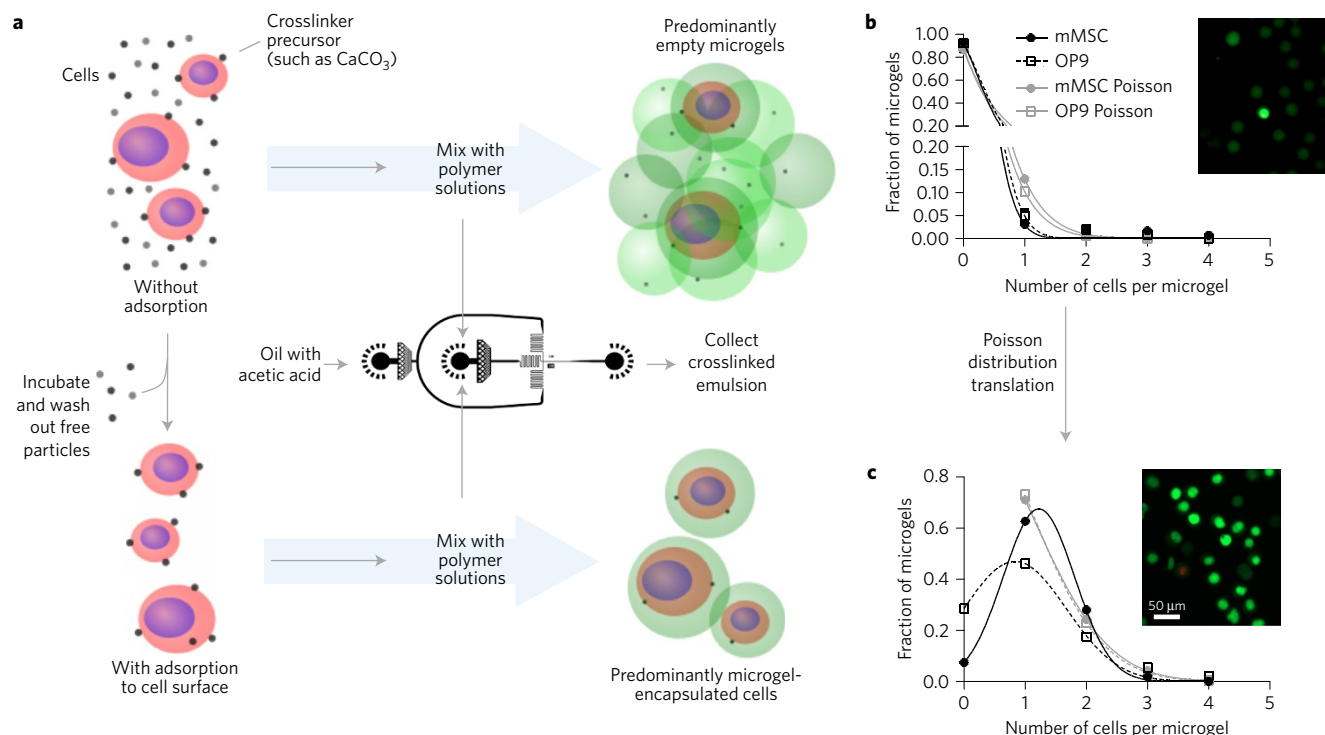 a
Crosslinker
precursor
(such as CaCO3)
Cells
Without
adsorption
Incubate
and wash
out free
particles
With adsorption
to cell surface
Mix with
polymer
solutions
Predominantly
empty microgels
Oil with
acetic acid
Collect
crosslinked
emulsion
Mix with
polymer
solutions
Predominantly microgel-
encapsulated cells
b
Fraction of microgels
1.00
0.80
0.60
0.40
0.20
0.20
0.15
0.10
0.05
0.00
0 1 2 3 4 5
Number of cells per microgel
mMSC
OP9
mMSC Poisson
OP9 Poisson
Poisson
distribution
translation
c
Fraction of microgels
0.8
0.6
0.4
0.2
0.0
0 1 2 3 4 5
Number of cells per microgel
50 µm